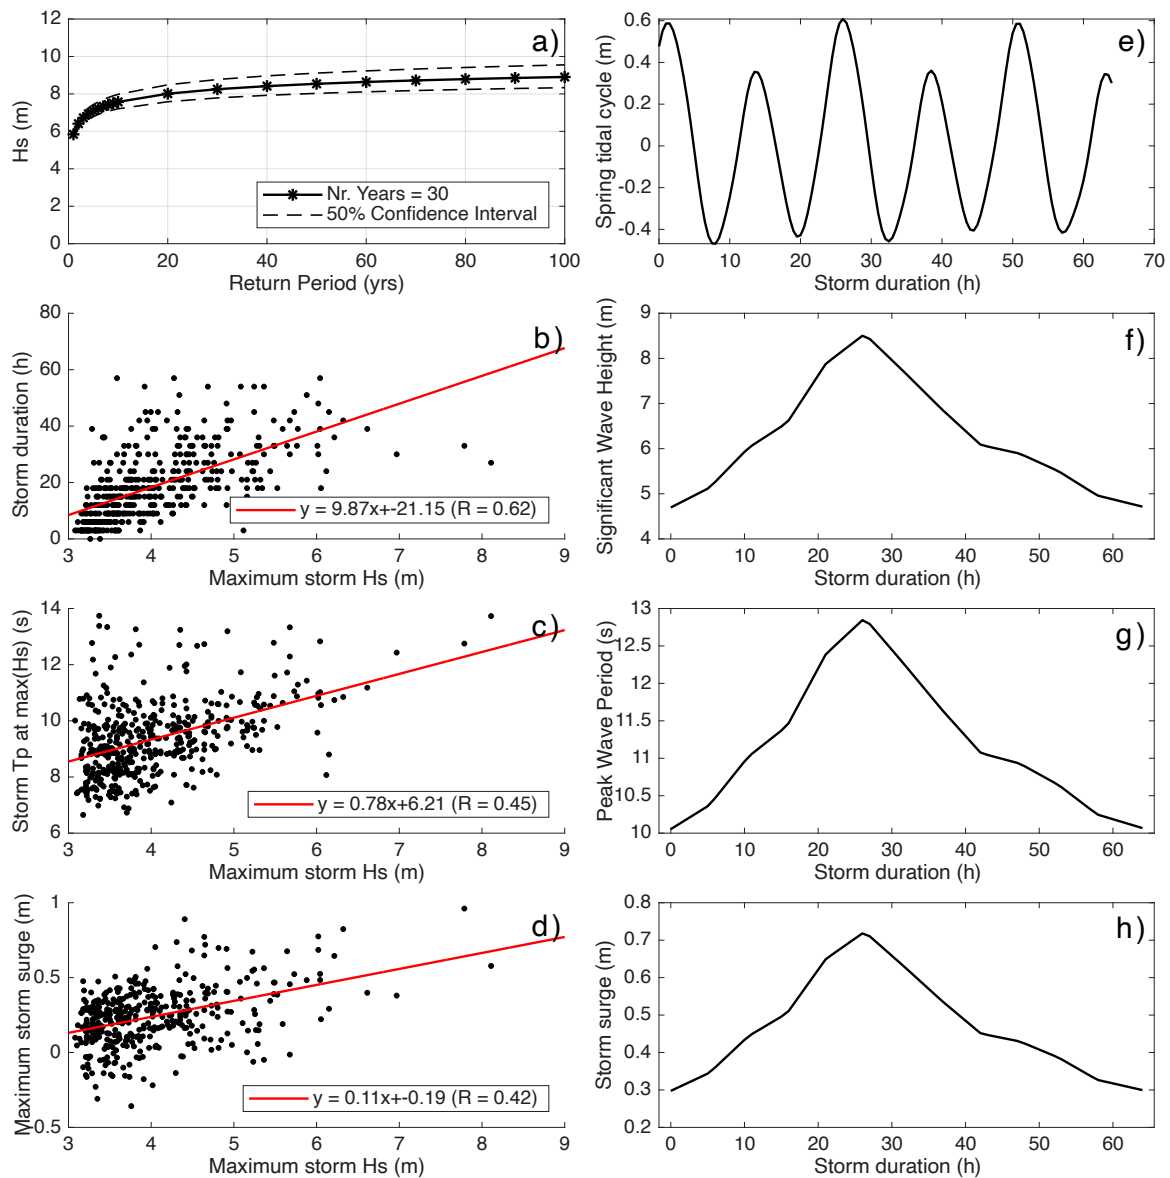 a)
Hs (m)
12
10
8
6
4
2
0
Nr. Years = 30
50% Confidence Interval
0 20 40 60 80 100
Return Period (yrs)
e)
Spring tidal cycle (m)
0.6
0.4
0.2
0
-0.2
-0.4
0 10 20 30 40 50 60 70
Storm duration (h)
b)
Storm duration (h)
80
60
40
20
0
y = 9.87x+-21.15 (R = 0.62)
3 4 5 6 7 8 9
Maximum storm Hs (m)
f)
Significant Wave Height (m)
9
8
7
6
5
4
0 10 20 30 40 50 60
Storm duration (h)
c)
Storm Tp at max(Hs) (s)
14
12
10
8
6
y = 0.78x+6.21 (R = 0.45)
3 4 5 6 7 8 9
Maximum storm Hs (m)
g)
Peak Wave Period (s)
13
12.5
12
11.5
11
10.5
10
0 10 20 30 40 50 60
Storm duration (h)
d)
Maximum storm surge (m)
1
0.5
0
-0.5
y = 0.11x+-0.19 (R = 0.42)
3 4 5 6 7 8 9
Maximum storm Hs (m)
h)
Storm surge (m)
0.8
0.7
0.6
0.5
0.4
0.3
0.2
0 10 20 30 40 50 60
Storm duration (h)